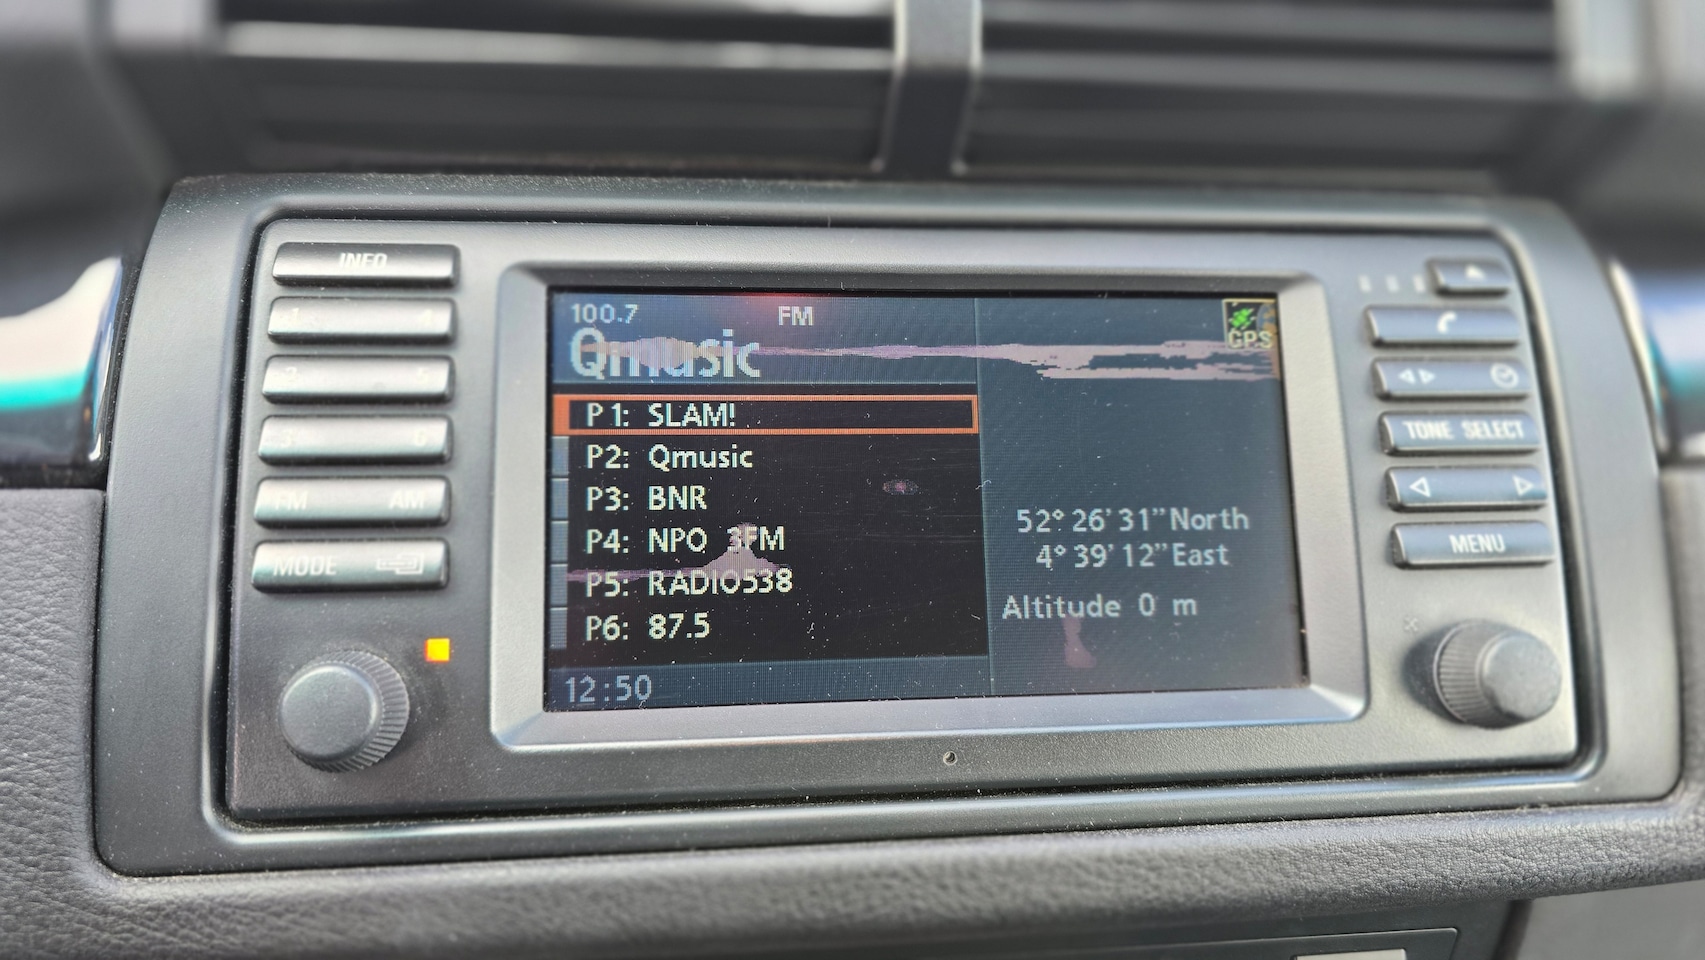 INFO
1 4
2 5
3 6
FM AM
MODE
100.7 FM
Qmusic
P1: SLAM!
P2: Qmusic
P3: BNR
P4: NPO 3FM
P5: RADIO538
P6: 87.5
12:50
GPS
52° 26' 31" North
4° 39' 12" East
Altitude 0 m
TONE SELECT
MENU